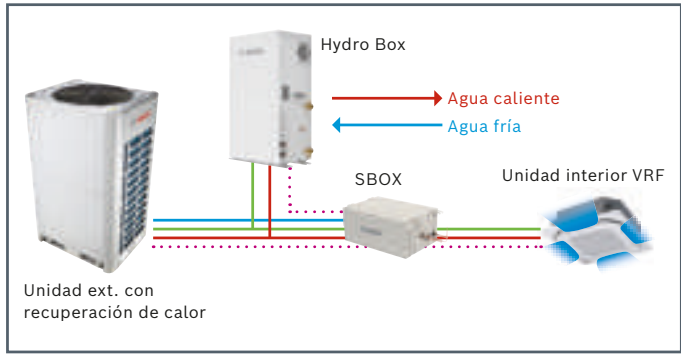 Hydro Box
Agua caliente
Agua fría
SBOX
Unidad interior VRF
Unidad ext. con
recuperación de calor